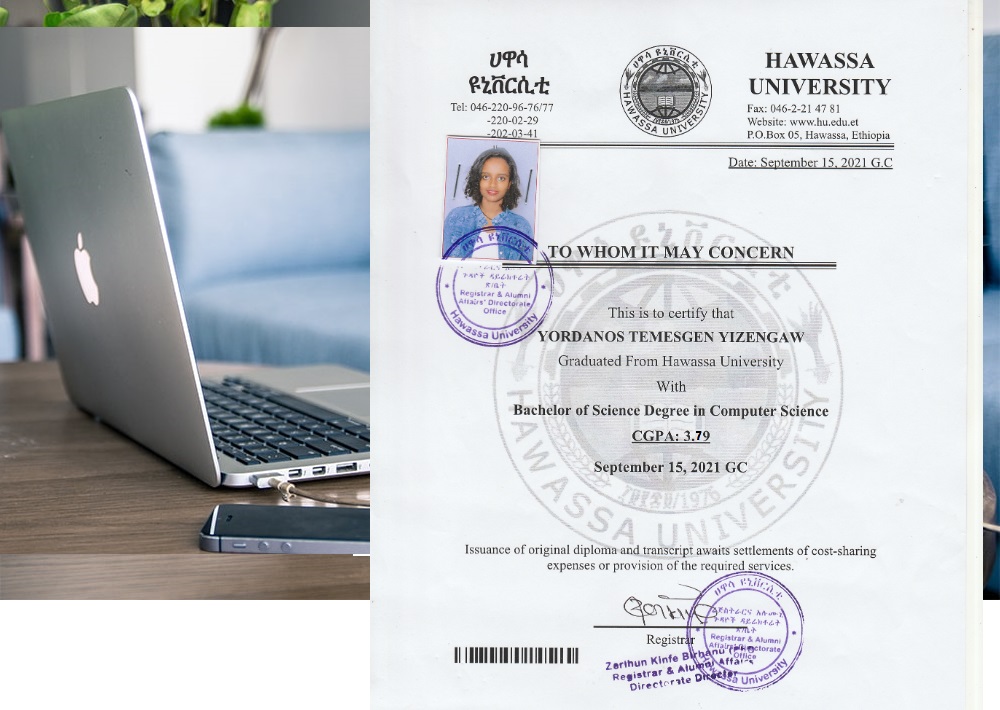 ሀዋሳ
ዩኒቨርሲቲ
Tel: 046-220-96-76/77
-220-02-29
-202-03-41
ሀዋሳ ዩኒቨርሲቲ
HAWASSA UNIVERSITY
HAWASSA
UNIVERSITY
Fax: 046-2-21 47 81
Website: www.hu.edu.et
P.O.Box 05, Hawassa, Ethiopia
Date: September 15, 2021 G.C
TO WHOM IT MAY CONCERN
ሀዋሳ ዩኒቨርሲቲ
Registrar & Alumni
Affairs' Directorate
Office
Hawassa University
This is to certify that
YORDANOS TEMESGEN YIZENGAW
Graduated From Hawassa University
With
Bachelor of Science Degree in Computer Science
CGPA: 3.79
September 15, 2021 GC
HAWASSA UNIVERSITY
Issuance of original diploma and transcript awaits settlements of cost-sharing
expenses or provision of the required services.
Registrar
Zerihun Kinfe Birhanu
Registrar & Alumni Affairs
Directorate Director
ሀዋሳ ዩኒቨርሲቲ
Registrar & Alumni
Affairs' Directorate
Office
Hawassa University